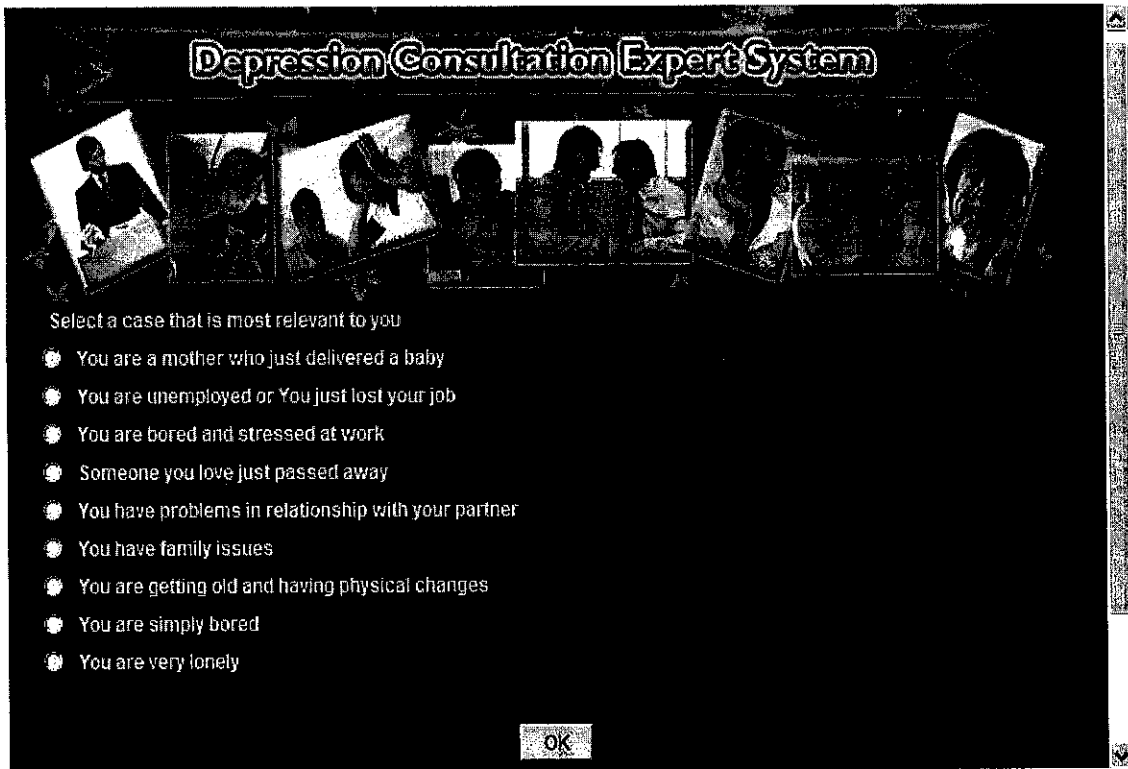 Depression Consultation Expert System
Select a case that is most relevant to you
You are a mother who just delivered a baby
You are unemployed or You just lost your job
You are bored and stressed at work
Someone you love just passed away
You have problems in relationship with your partner
You have family issues
You are getting old and having physical changes
You are simply bored
You are very lonely
OK